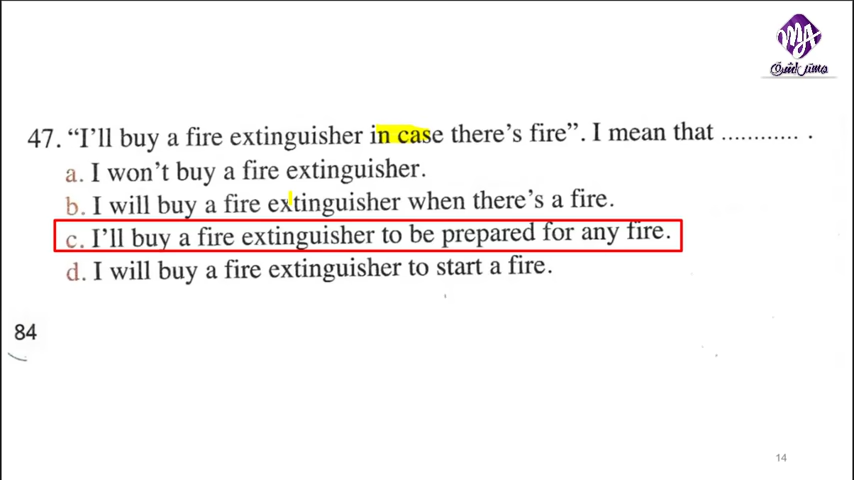 MA
47. “I’ll buy a fire extinguisher in case there’s fire”. I mean that ............ .
a. I won’t buy a fire extinguisher.
b. I will buy a fire extinguisher when there’s a fire.
c. I’ll buy a fire extinguisher to be prepared for any fire.
d. I will buy a fire extinguisher to start a fire.
84
14